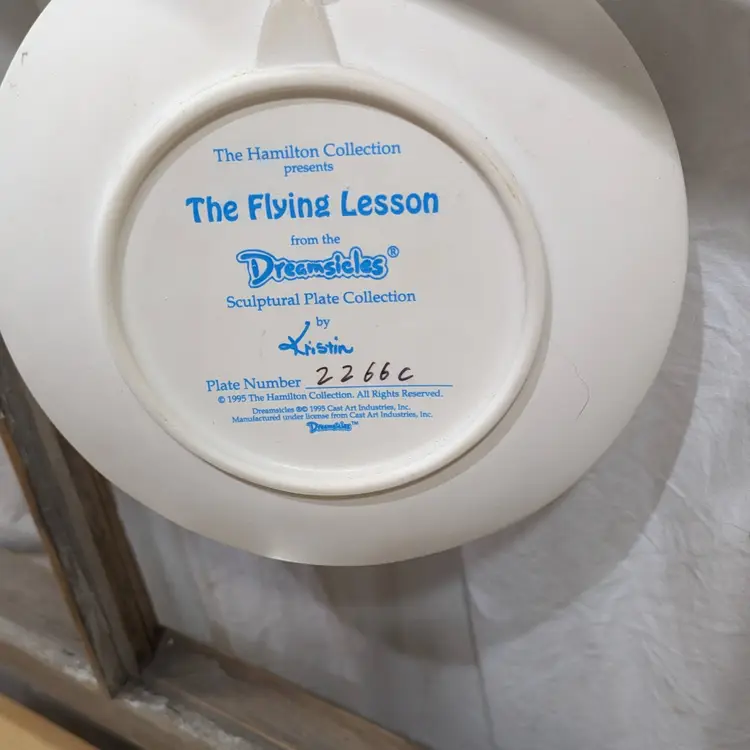 The Hamilton Collection
presents
The Flying Lesson
from the
Dreamsicles®
Sculptural Plate Collection
by
Kristin
Plate Number 2266C
© 1995 The Hamilton Collection. All Rights Reserved.
Dreamsicles ®© 1995 Cast Art Industries, Inc.
Manufactured under license from Cast Art Industries, Inc.
Dreamsicles™